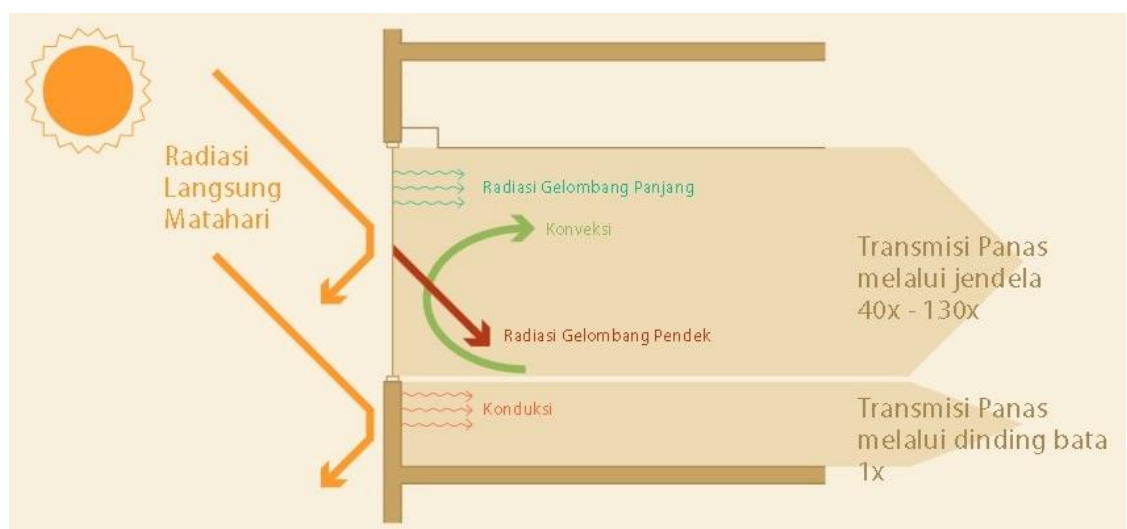 Radiasi
Langsung
Matahari
Radiasi Gelombang Panjang
Konveksi
Transmisi Panas
melalui jendela
40x - 130x
Radiasi Gelombang Pendek
Konduksi
Transmisi Panas
melalui dinding bata
1x